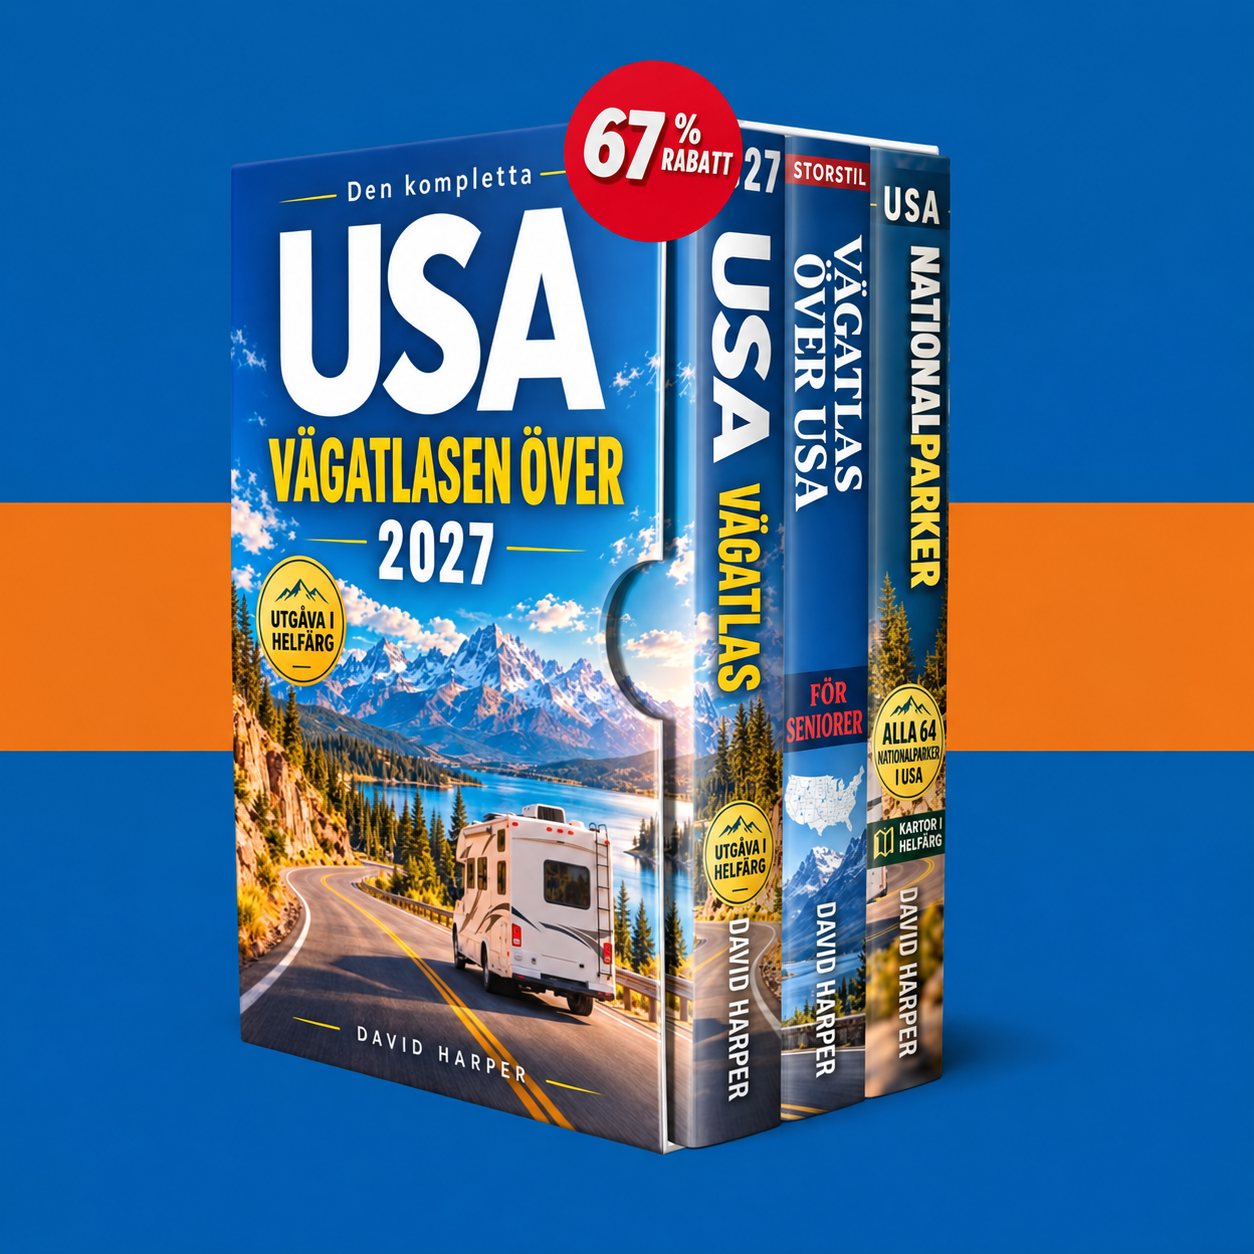 67%
RABATT
Den kompletta
USA
VÄGATLASEN ÖVER
2027
UTGÅVA I
HELFÄRG
DAVID HARPER
27
USA VÄGATLAS
UTGÅVA I
HELFÄRG
DAVID HARPER
STORSTIL
VÄGATLAS
ÖVER USA
FÖR
SENIORER
DAVID HARPER
USA
NATIONALPARKER
ALLA 64
NATIONALPARKER
I USA
KARTOR I
HELFÄRG
DAVID HARPER